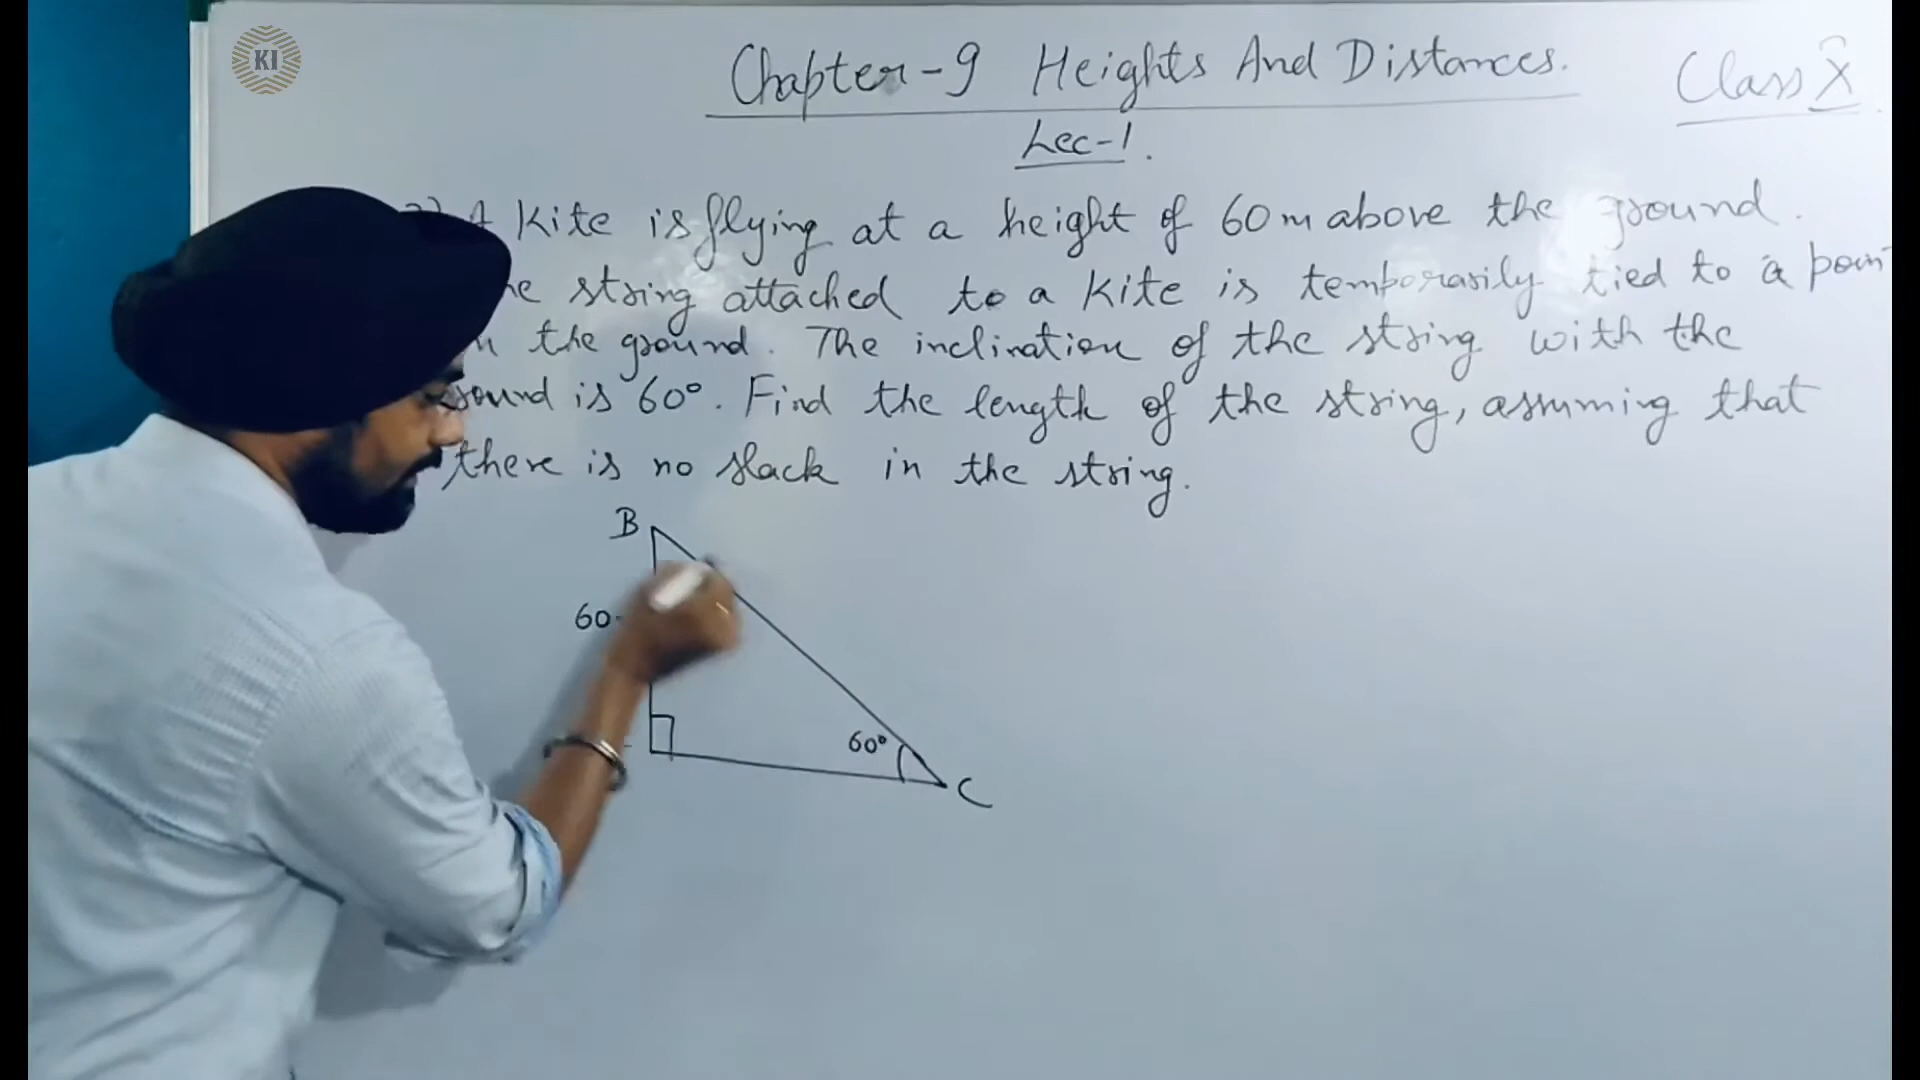 KI
Chapter-9 Heights And Distances.
Class X
Lec-1.
A Kite is flying at a height of 60 m above the ground.
string attached to a Kite is temporarily tied to a
the ground. The inclination of the string with the
is 60°. Find the length of the string, assuming that
there is no slack in the string.
B
60
60°
C